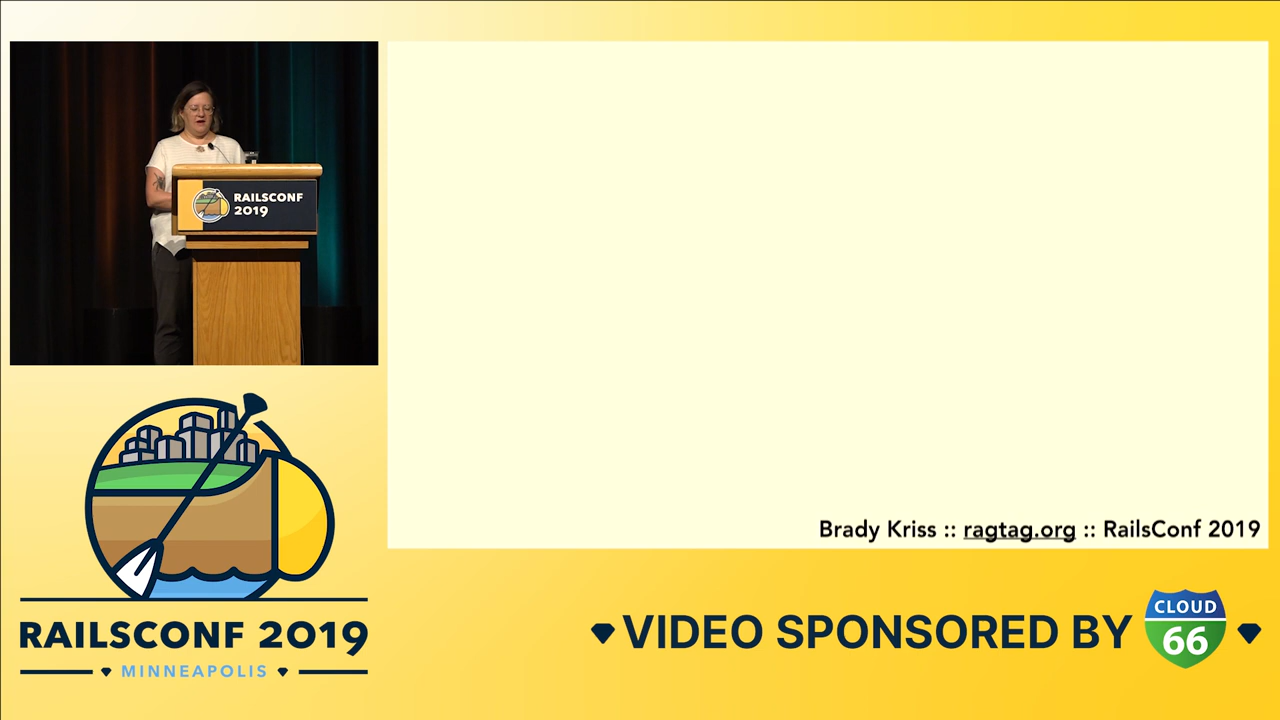 RAILSCONF
2019
Brady Kriss :: ragtag.org :: RailsConf 2019
RAILSCONF 2019
MINNEAPOLIS
VIDEO SPONSORED BY
CLOUD
66